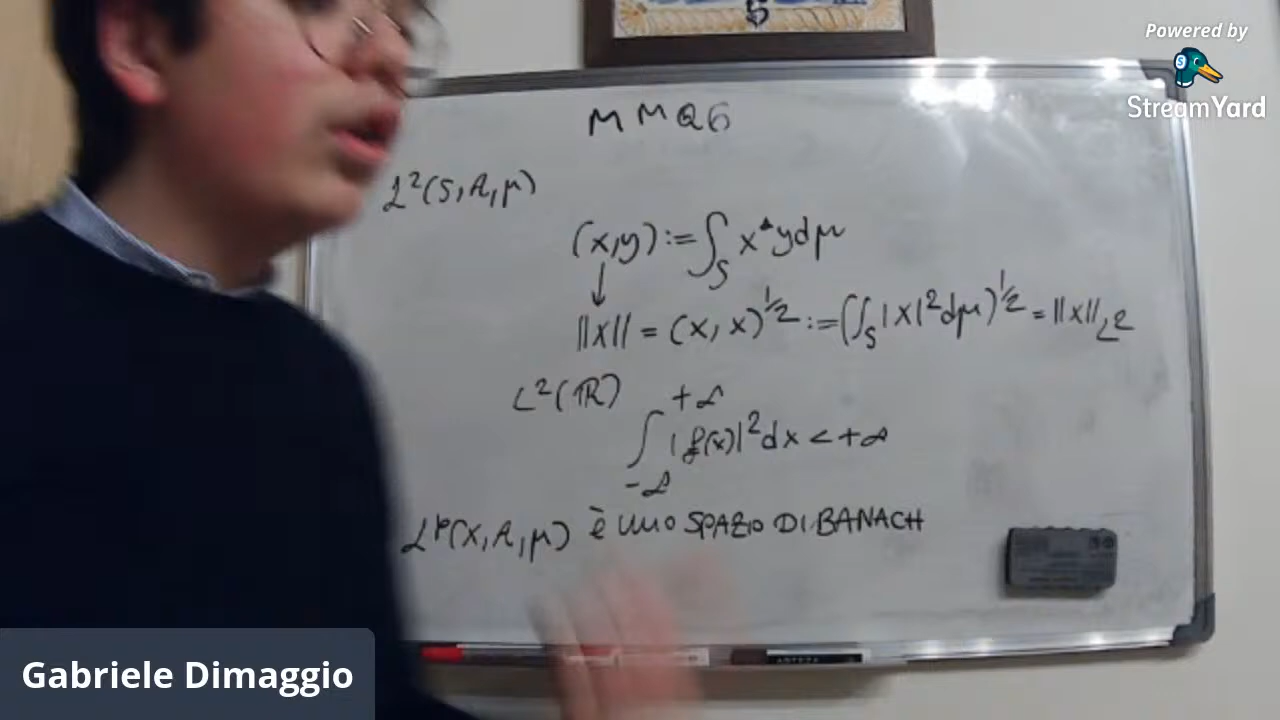 5
Powered by
StreamYard
MMQ6
L²(S,A,μ)
(x,y) := ∫_S x*y dμ
↓
||x|| = (x,x)^½ := (∫_S |x|² dμ)^½ = ||x||_L²
L²(ℝ)
∫_{-∞}^{+∞} |f(x)|² dx < +∞
L^p(X,A,μ) è uno SPAZIO DI BANACH
Gabriele Dimaggio